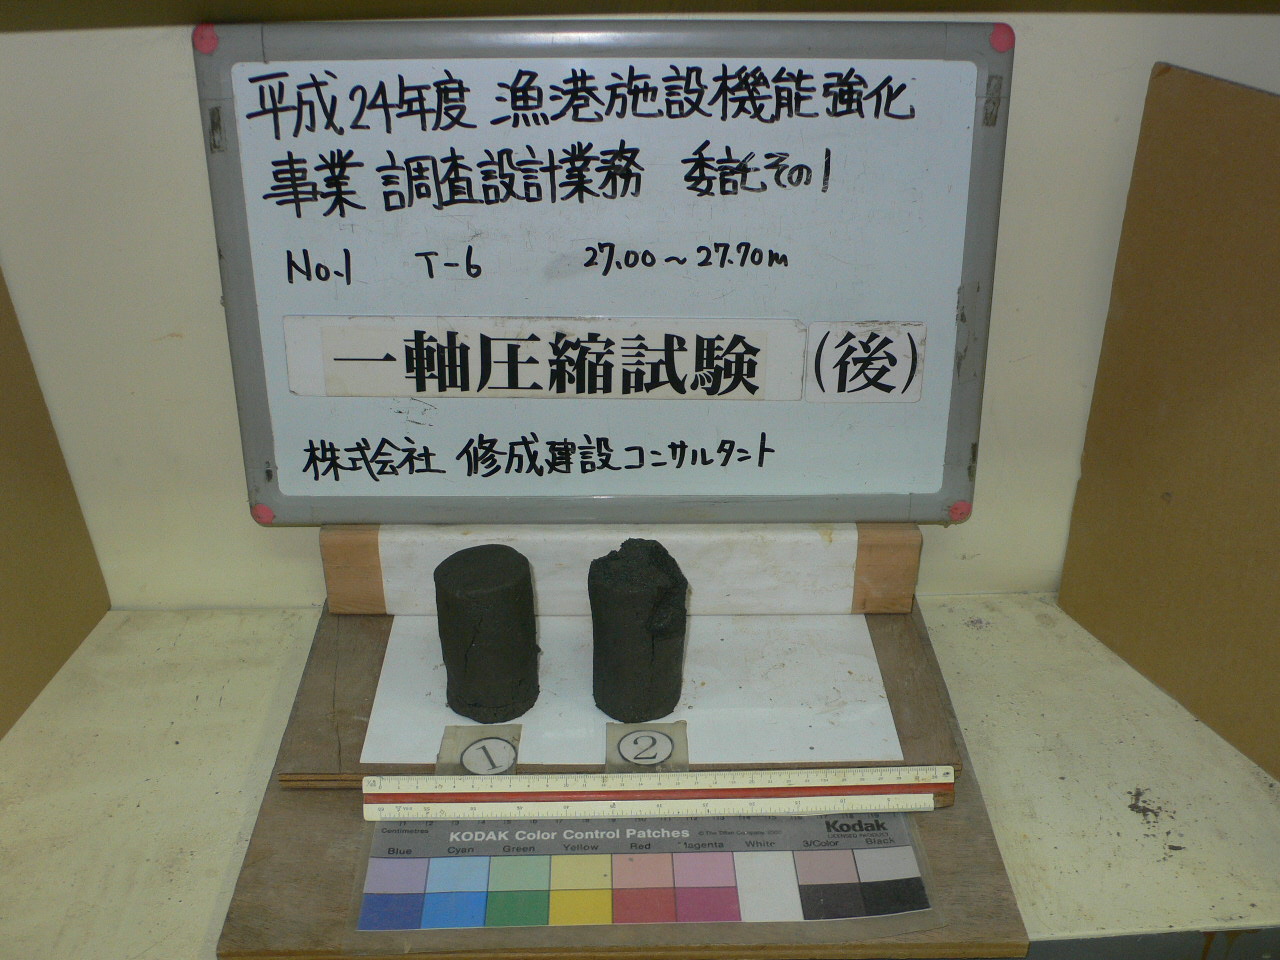 平成24年度 漁港施設機能強化
事業 調査設計業務 委託その1
No.1 T-6 27.00～27.70m
一軸圧縮試験 (後)
株式会社 修成建設コンサルタント
① ②
Centimetres
KODAK Color Control Patches
Kodak
LICENSED PRODUCT
Blue Cyan Green Yellow Red Magenta White 3/Color Black